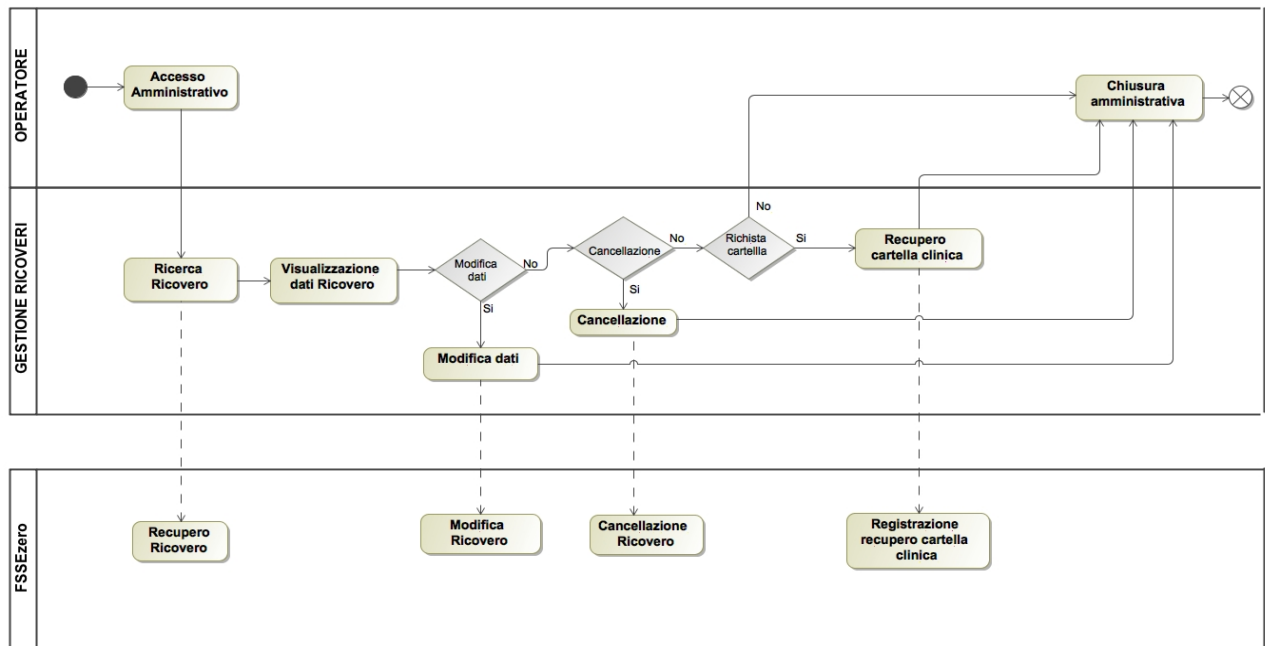 OPERATORE
Accesso
Amministrativo
Chiusura
amministrativa
GESTIONE RICOVERI
Ricerca
Ricovero
Visualizzazione
dati Ricovero
Modifica
dati
No
Si
Modifica dati
Cancellazione
No
Si
Cancellazione
Richista
cartellla
No
Si
Recupero
cartella clinica
FSSEzero
Recupero
Ricovero
Modifica
Ricovero
Cancellazione
Ricovero
Registrazione
recupero cartella
clinica